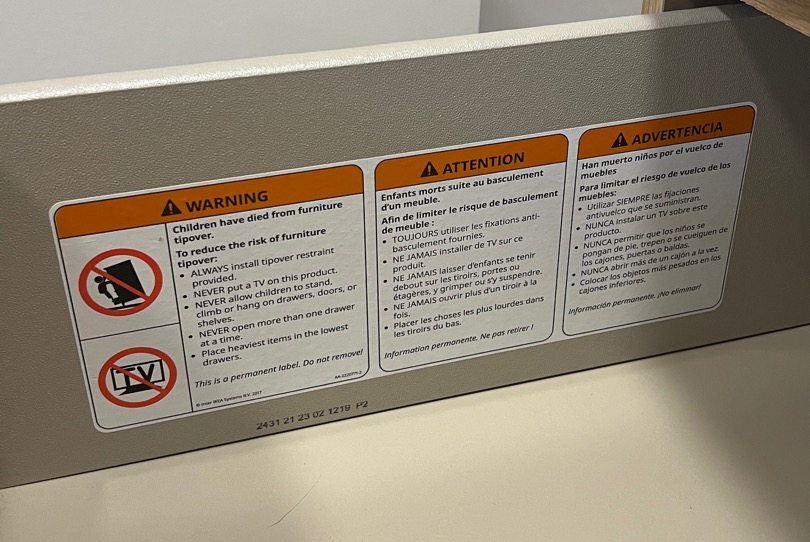 WARNING
Children have died from furniture
tipover.
To reduce the risk of furniture
tipover:
• ALWAYS install tipover restraint
provided.
• NEVER put a TV on this product.
• NEVER allow children to stand,
climb or hang on drawers, doors, or
shelves.
• NEVER open more than one drawer
at a time.
• Place heaviest items in the lowest
drawers.
This is a permanent label. Do not remove!
© Inter IKEA Systems B.V. 2017
TV
ATTENTION
Enfants morts suite au basculement
d'un meuble.
Afin de limiter le risque de basculement
de meuble :
• TOUJOURS utiliser les fixations anti-
basculement fournies.
• NE JAMAIS installer de TV sur ce
produit.
• NE JAMAIS laisser d'enfants se tenir
debout sur les tiroirs, portes ou
étagères, y grimper ou s'y suspendre.
• NE JAMAIS ouvrir plus d'un tiroir à la
fois.
• Placer les choses les plus lourdes dans
les tiroirs du bas.
Information permanente. Ne pas retirer !
ADVERTENCIA
Han muerto niños por el vuelco de
muebles
Para limitar el riesgo de vuelco de los
muebles:
• Utilizar SIEMPRE las fijaciones
antivuelco que se suministran.
• NUNCA instalar un TV sobre este
producto.
• NUNCA permitir que los niños se
pongan de pie, trepen o se cuelguen de
los cajones, puertas o baldas.
• NUNCA abrir más de un cajón a la vez.
• Colocar los objetos más pesados en los
cajones inferiores.
Información permanente. ¡No eliminar!
2431 21 23 02 1219 P2